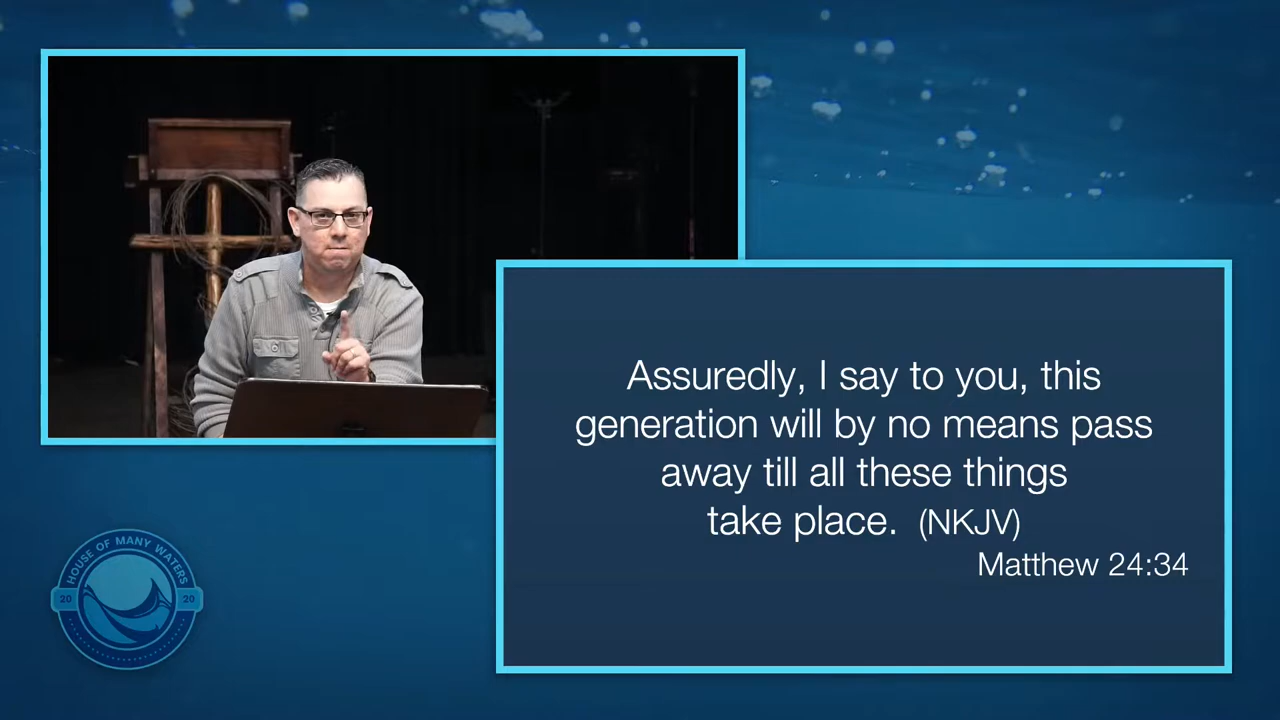 Assuredly, I say to you, this
generation will by no means pass
away till all these things
take place. (NKJV)
Matthew 24:34
HOUSE OF MANY WATERS
20 20